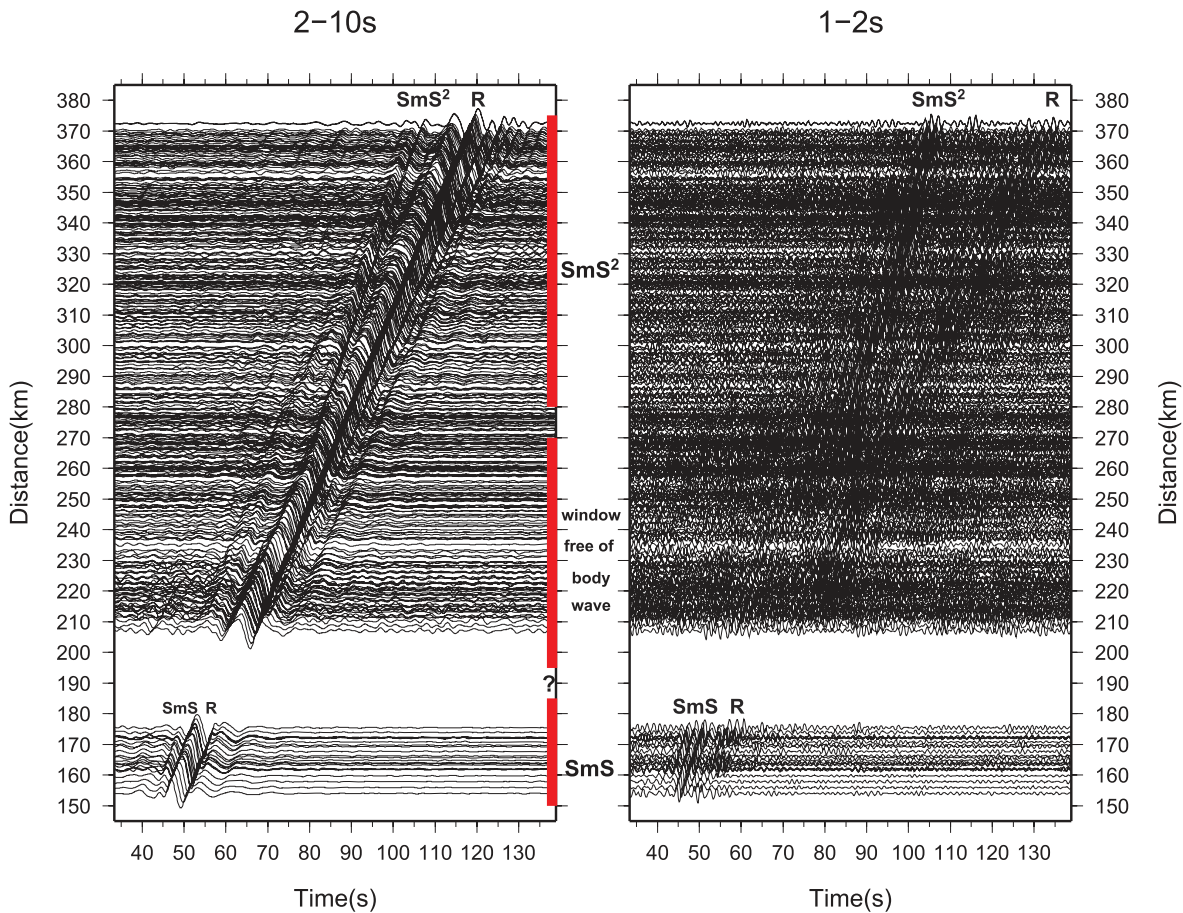 2−10s
1−2s
SmS² R
SmS² R
380
370
360
350
340
330
320
310
300
290
280
270
260
250
240
230
220
210
200
190
180
170
160
150
Distance(km)
SmS²
window
free of
body
wave
?
SmS
SmS R
SmS R
380
370
360
350
340
330
320
310
300
290
280
270
260
250
240
230
220
210
200
190
180
170
160
150
Distance(km)
40 50 60 70 80 90 100 110 120 130
40 50 60 70 80 90 100 110 120 130
Time(s)
Time(s)